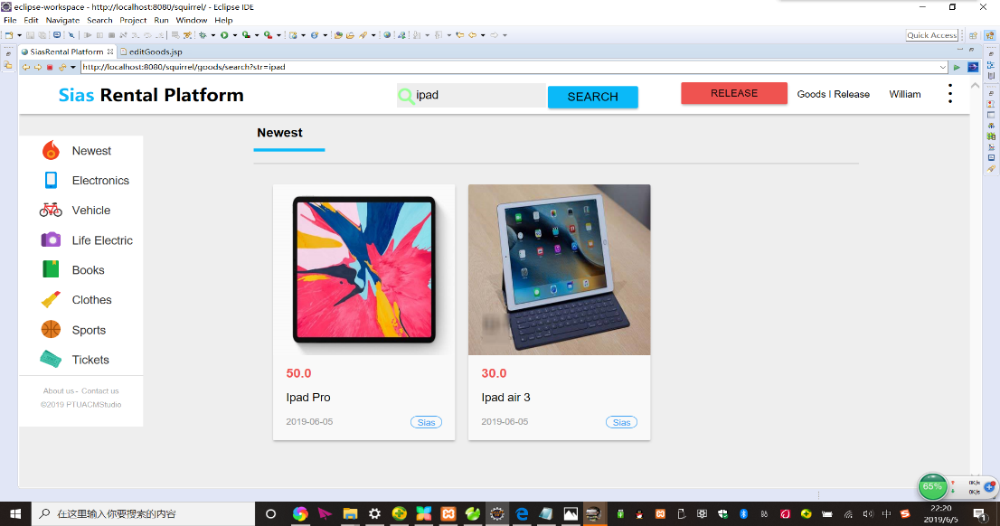 eclipse-workspace - http://localhost:8080/squirrel/ - Eclipse IDE
File Edit Navigate Search Project Run Window Help
Quick Access
SiasRental Platform editGoods.jsp
http://localhost:8080/squirrel/goods/search?str=ipad
Sias Rental Platform
ipad
SEARCH
RELEASE
Goods I Release
William
Newest
Newest
Electronics
Vehicle
Life Electric
Books
Clothes
Sports
Tickets
About us - Contact us
©2019 PTUACMStudio
50.0
Ipad Pro
2019-06-05 Sias
30.0
Ipad air 3
2019-06-05 Sias
65%
0K/s
0K/s
在这里输入你要搜索的内容
中
22:20
2019/6/5
1